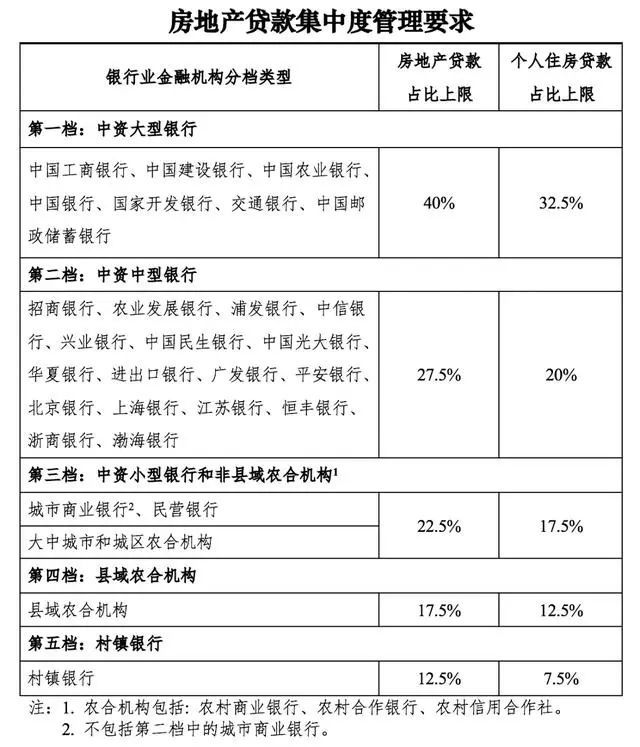 房地产贷款集中度管理要求
银行业金融机构分档类型
房地产贷款
占比上限
个人住房贷款
占比上限
第一档：中资大型银行
中国工商银行、中国建设银行、中国农业银行、
中国银行、国家开发银行、交通银行、中国邮
政储蓄银行
40%
32.5%
第二档：中资中型银行
招商银行、农业发展银行、浦发银行、中信银
行、兴业银行、中国民生银行、中国光大银行、
华夏银行、进出口银行、广发银行、平安银行、
北京银行、上海银行、江苏银行、恒丰银行、
浙商银行、渤海银行
27.5%
20%
第三档：中资小型银行和非县域农合机构¹
城市商业银行²、民营银行
大中城市和城区农合机构
22.5%
17.5%
第四档：县域农合机构
县域农合机构
17.5%
12.5%
第五档：村镇银行
村镇银行
12.5%
7.5%
注：1. 农合机构包括：农村商业银行、农村合作银行、农村信用合作社。
2. 不包括第二档中的城市商业银行。